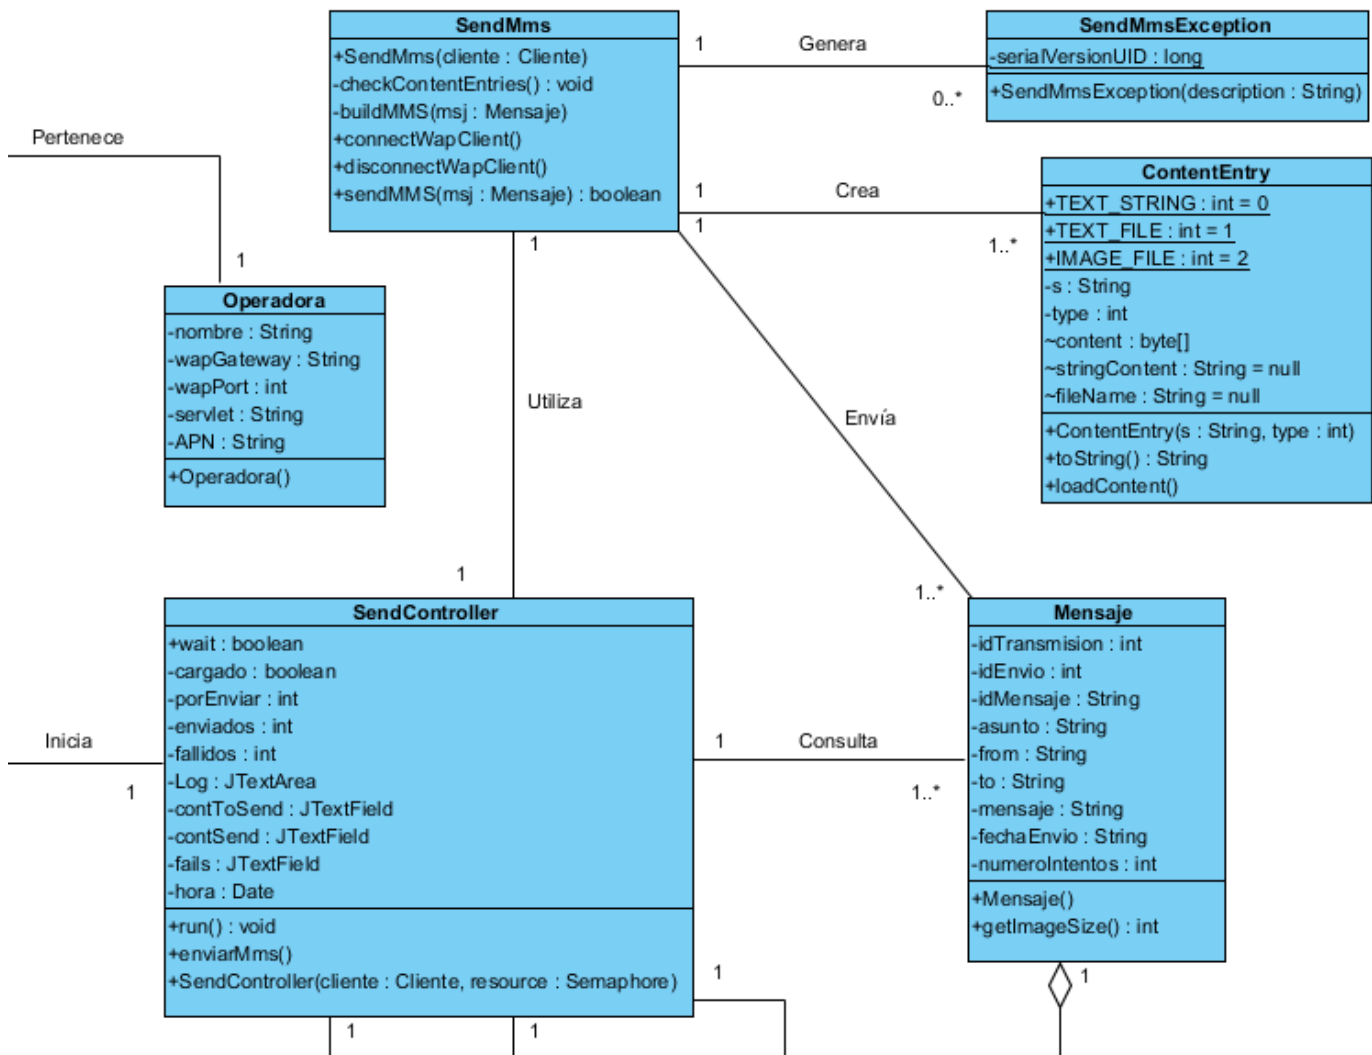 SendMms
+SendMms(cliente : Cliente)
-checkContentEntries() : void
-buildMMS(msj : Mensaje)
+connectWapClient()
+disconnectWapClient()
+sendMMS(msj : Mensaje) : boolean
1
Genera
0..*
SendMmsException
-serialVersionUID : long
+SendMmsException(description : String)
Pertenece
1
1
Crea
1..*
ContentEntry
+TEXT_STRING : int = 0
+TEXT_FILE : int = 1
+IMAGE_FILE : int = 2
-s : String
-type : int
~content : byte[]
~stringContent : String = null
~fileName : String = null
+ContentEntry(s : String, type : int)
+toString() : String
+loadContent()
Operadora
-nombre : String
-wapGateway : String
-wapPort : int
-servlet : String
-APN : String
+Operadora()
1
Utiliza
1
1
Envía
1..*
SendController
+wait : boolean
-cargado : boolean
-porEnviar : int
-enviados : int
-fallidos : int
-Log : JTextArea
-contToSend : JTextField
-contSend : JTextField
-fails : JTextField
-hora : Date
+run() : void
+enviarMms()
+SendController(cliente : Cliente, resource : Semaphore)
Inicia
1
1
Consulta
1..*
Mensaje
-idTransmision : int
-idEnvio : int
-idMensaje : String
-asunto : String
-from : String
-to : String
-mensaje : String
-fechaEnvio : String
-numeroIntentos : int
+Mensaje()
+getImageSize() : int
1
1
1
1